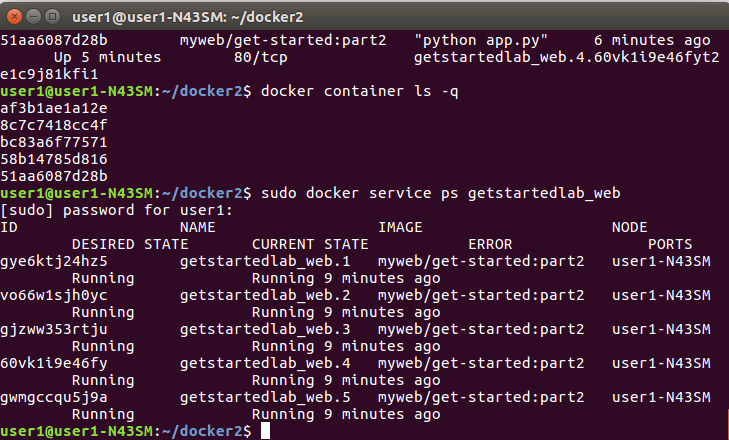 user1@user1-N43SM: ~/docker2
51aa6087d28b        myweb/get-started:part2   "python app.py"     6 minutes ago
      Up 5 minutes        80/tcp              getstartedlab_web.4.60vk1i9e46fyt2
e1c9j81kfi1
user1@user1-N43SM:~/docker2$ docker container ls -q
af3b1ae1a12e
8c7c7418cc4f
bc83a6f77571
58b14785d816
51aa6087d28b
user1@user1-N43SM:~/docker2$ sudo docker service ps getstartedlab_web
[sudo] password for user1:
ID                  NAME                  IMAGE                     NODE
        DESIRED STATE       CURRENT STATE           ERROR               PORTS
gye6ktj24hz5        getstartedlab_web.1   myweb/get-started:part2   user1-N43SM
        Running             Running 9 minutes ago
vo66w1sjh0yc        getstartedlab_web.2   myweb/get-started:part2   user1-N43SM
        Running             Running 9 minutes ago
gjzww353rtju        getstartedlab_web.3   myweb/get-started:part2   user1-N43SM
        Running             Running 9 minutes ago
60vk1i9e46fy        getstartedlab_web.4   myweb/get-started:part2   user1-N43SM
        Running             Running 9 minutes ago
gwmgccqu5j9a        getstartedlab_web.5   myweb/get-started:part2   user1-N43SM
        Running             Running 9 minutes ago
user1@user1-N43SM:~/docker2$